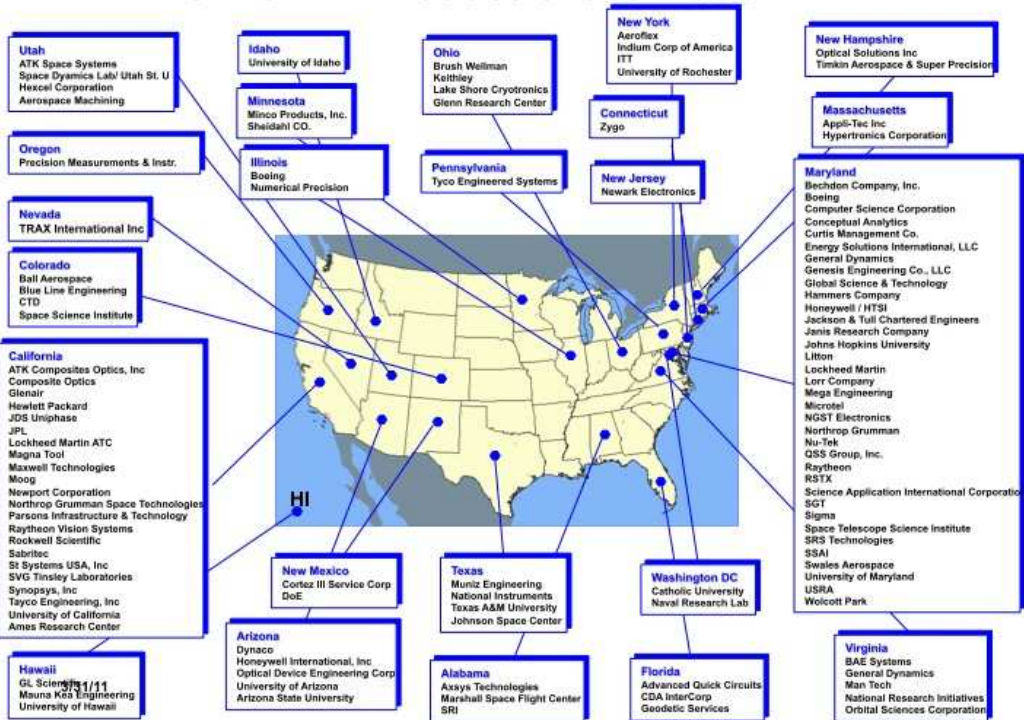 Utah
ATK Space Systems
Space Dyamics Lab/ Utah St. U
Hexcel Corporation
Aerospace Machining
Idaho
University of Idaho
Minnesota
Minco Products, Inc.
Sheidahl CO.
Ohio
Brush Wellman
Keithley
Lake Shore Cryotronics
Glenn Research Center
New York
Aeroflex
Indium Corp of America
ITT
University of Rochester
New Hampshire
Optical Solutions Inc
Timkin Aerospace & Super Precision
Connecticut
Zygo
Massachusetts
Appli-Tec Inc
Hypertronics Corporation
Oregon
Precision Measurements & Instr.
Illinois
Boeing
Numerical Precision
Pennsylvania
Tyco Engineered Systems
New Jersey
Newark Electronics
Nevada
TRAX International Inc
Colorado
Ball Aerospace
Blue Line Engineering
CTD
Space Science Institute
Maryland
Bechdon Company, Inc.
Boeing
Computer Science Corporation
Conceptual Analytics
Curtis Management Co.
Energy Solutions International, LLC
General Dynamics
Genesis Engineering Co., LLC
Global Science & Technology
Hammers Company
Honeywell / HTSI
Jackson & Tull Chartered Engineers
Janis Research Company
Johns Hopkins University
Litton
Lockheed Martin
Lorr Company
Mega Engineering
Microtel
NGST Electronics
Northrop Grumman
Nu-Tek
QSS Group, Inc.
Raytheon
RSTX
Science Application International Corporatio
SGT
Sigma
Space Telescope Science Institute
SRS Technologies
SSAI
Swales Aerospace
University of Maryland
USRA
Wolcott Park
California
ATK Composites Optics, Inc
Composite Optics
Glenair
Hewlett Packard
JDS Uniphase
JPL
Lockheed Martin ATC
Magna Tool
Maxwell Technologies
Moog
Newport Corporation
Northrop Grumman Space Technologies
Parsons Infrastructure & Technology
Raytheon Vision Systems
Rockwell Scientific
Sabritec
St Systems USA, Inc
SVG Tinsley Laboratories
Synopsys, Inc
Tayco Engineering, Inc
University of California
Ames Research Center
HI
New Mexico
Cortez III Service Corp
DoE
Texas
Muniz Engineering
National Instruments
Texas A&M University
Johnson Space Center
Washington DC
Catholic University
Naval Research Lab
Arizona
Dynaco
Honeywell International, Inc
Optical Device Engineering Corp
University of Arizona
Arizona State University
Alabama
Axsys Technologies
Marshall Space Flight Center
SRI
Florida
Advanced Quick Circuits
CDA InterCorp
Geodetic Services
Virginia
BAE Systems
General Dynamics
Man Tech
National Research Initiatives
Orbital Sciences Corporation
Hawaii
GL
3/31/11
Mauna Kea Engineering
University of Hawaii